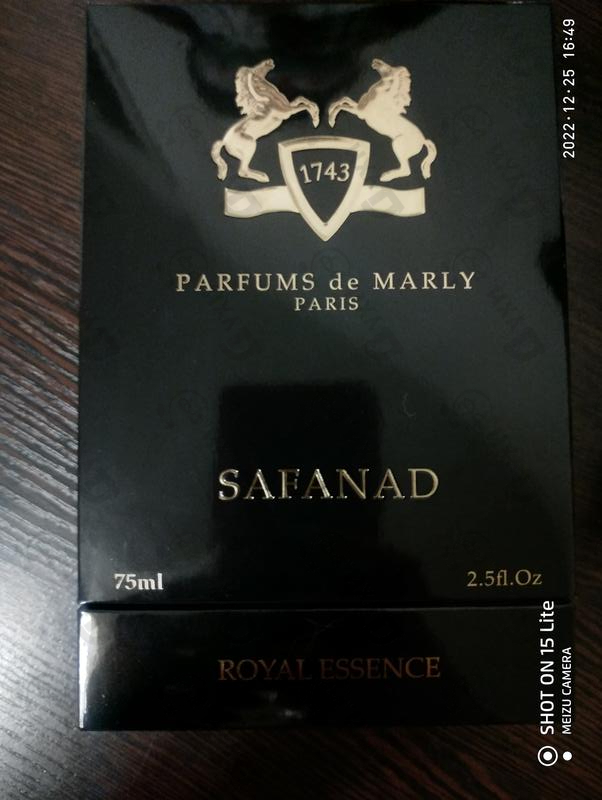 1743
PARFUMS de MARLY
PARIS
SAFANAD
75ml
2.5fl.Oz
ROYAL ESSENCE
2022·12·25 16:49
SHOT ON 15 Lite
MEIZU CAMERA